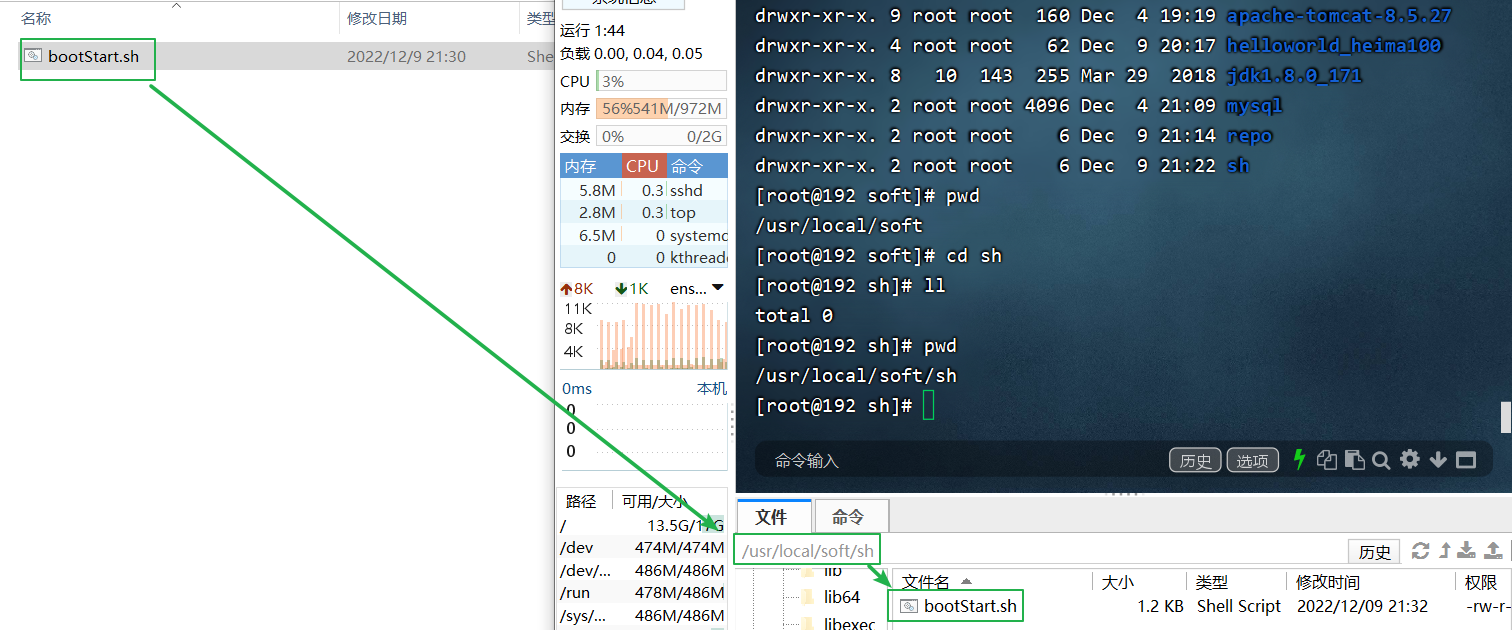 名称 修改日期 类型
bootStart.sh 2022/12/9 21:30 She
系统信息
运行 1:44
负载 0.00, 0.04, 0.05
CPU 3%
内存 56%541M/972M
交换 0% 0/2G
内存 CPU 命令
5.8M 0.3 sshd
2.8M 0.3 top
6.5M 0 systemd
0 0 kthread
8K 1K ens...
11K
8K
4K
0ms 本机
0
0
0
路径 可用/大小
/ 13.5G/17G
/dev 474M/474M
/dev/... 486M/486M
/run 478M/486M
/sys/... 486M/486M
drwxr-xr-x. 9 root root 160 Dec 4 19:19 apache-tomcat-8.5.27
drwxr-xr-x. 4 root root 62 Dec 9 20:17 helloworld_heima100
drwxr-xr-x. 8 10 143 255 Mar 29 2018 jdk1.8.0_171
drwxr-xr-x. 2 root root 4096 Dec 4 21:09 mysql
drwxr-xr-x. 2 root root 6 Dec 9 21:14 repo
drwxr-xr-x. 2 root root 6 Dec 9 21:22 sh
[root@192 soft]# pwd
/usr/local/soft
[root@192 soft]# cd sh
[root@192 sh]# ll
total 0
[root@192 sh]# pwd
/usr/local/soft/sh
[root@192 sh]#
命令输入 历史 选项
文件 命令
/usr/local/soft/sh 历史
lib
lib64
libexec
文件名 大小 类型 修改时间 权限
bootStart.sh 1.2 KB Shell Script 2022/12/09 21:32 -rw-r-